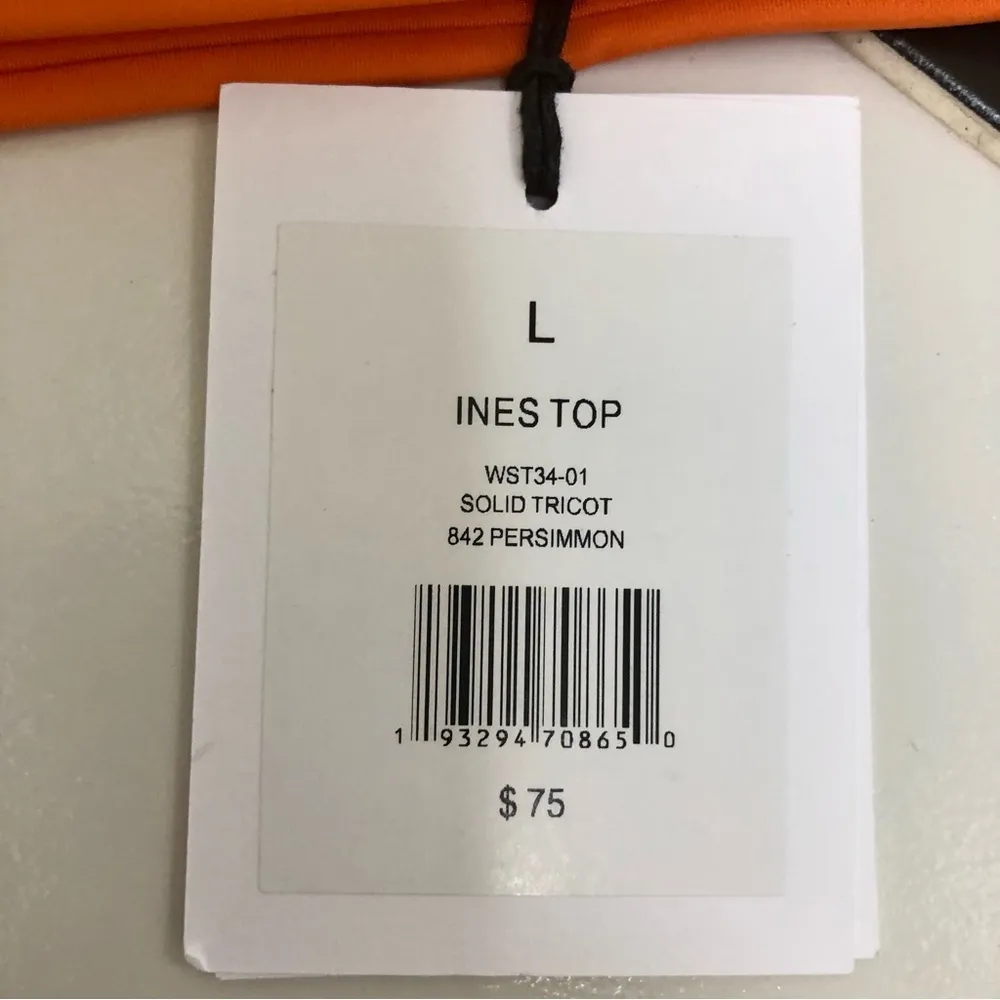 L
INES TOP
WST34-01
SOLID TRICOT
842 PERSIMMON
1 93294 70865 0
$ 75